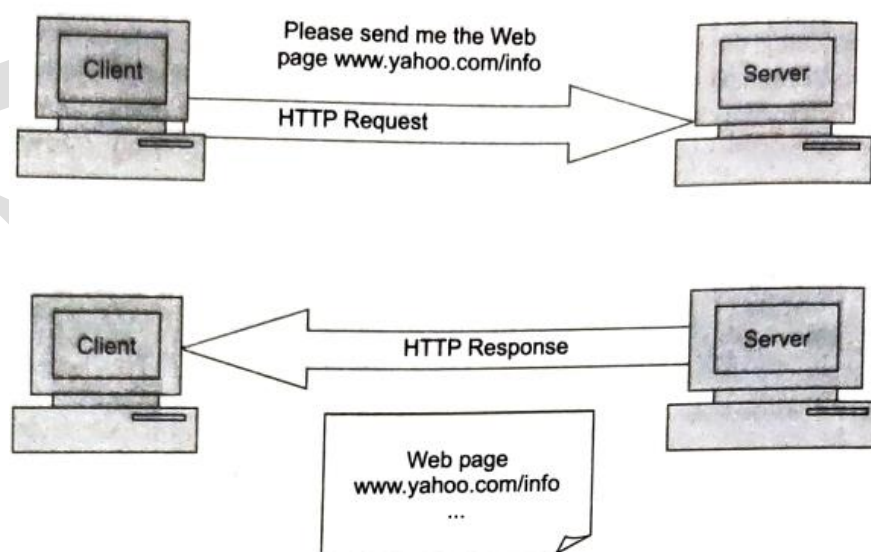 Please send me the Web
page www.yahoo.com/info
Client
Server
HTTP Request
Client
HTTP Response
Server
Web page
www.yahoo.com/info
...